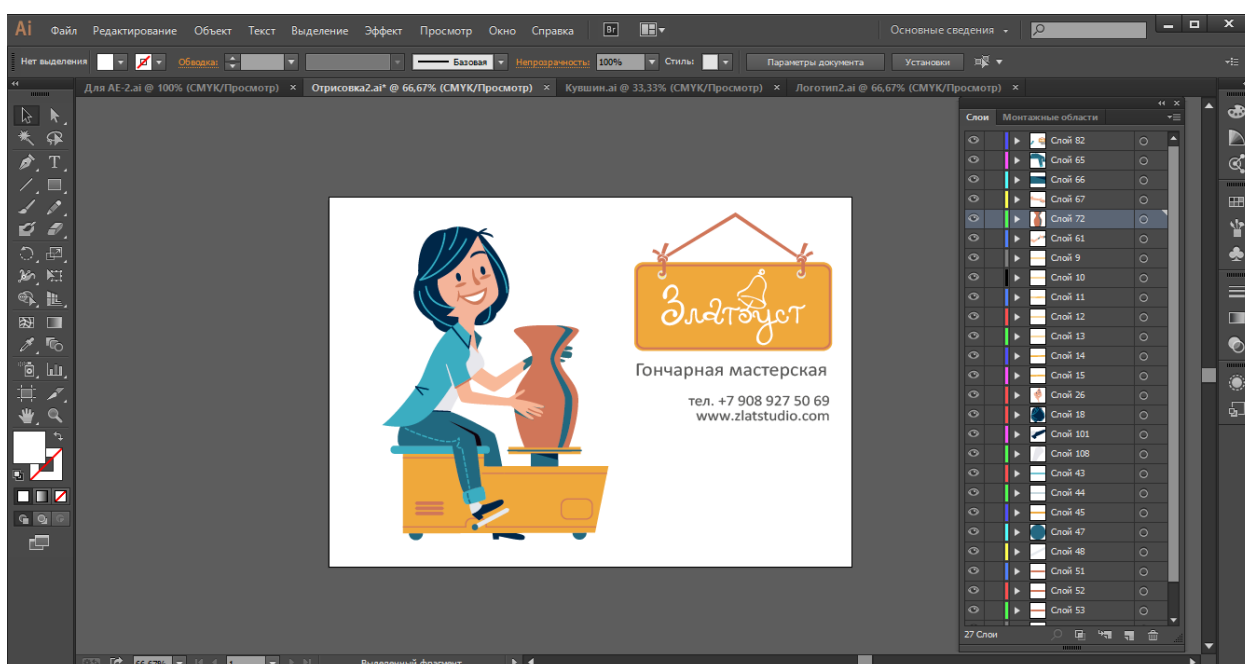 Ai Файл Редактирование Объект Текст Выделение Эффект Просмотр Окно Справка Br Основные сведения
Нет выделения Обводка: Базовая Непрозрачность: 100% Стиль: Параметры документа Установки
Для AE-2.ai @ 100% (CMYK/Просмотр) × Отрисовка2.ai* @ 66,67% (CMYK/Просмотр) × Кувшин.ai @ 33,33% (CMYK/Просмотр) × Логотип2.ai @ 66,67% (CMYK/Просмотр) ×
Слои Монтажные области
Слой 82
Слой 65
Слой 66
Слой 67
Слой 72
Слой 61
Слой 9
Слой 10
Слой 11
Слой 12
Слой 13
Слой 14
Слой 15
Слой 26
Слой 18
Слой 101
Слой 108
Слой 43
Слой 44
Слой 45
Слой 47
Слой 48
Слой 51
Слой 52
Слой 53
27 Слои
Златоуст
Гончарная мастерская
тел. +7 908 927 50 69
www.zlatstudio.com
66,67% 1 Выделенный фрагмент